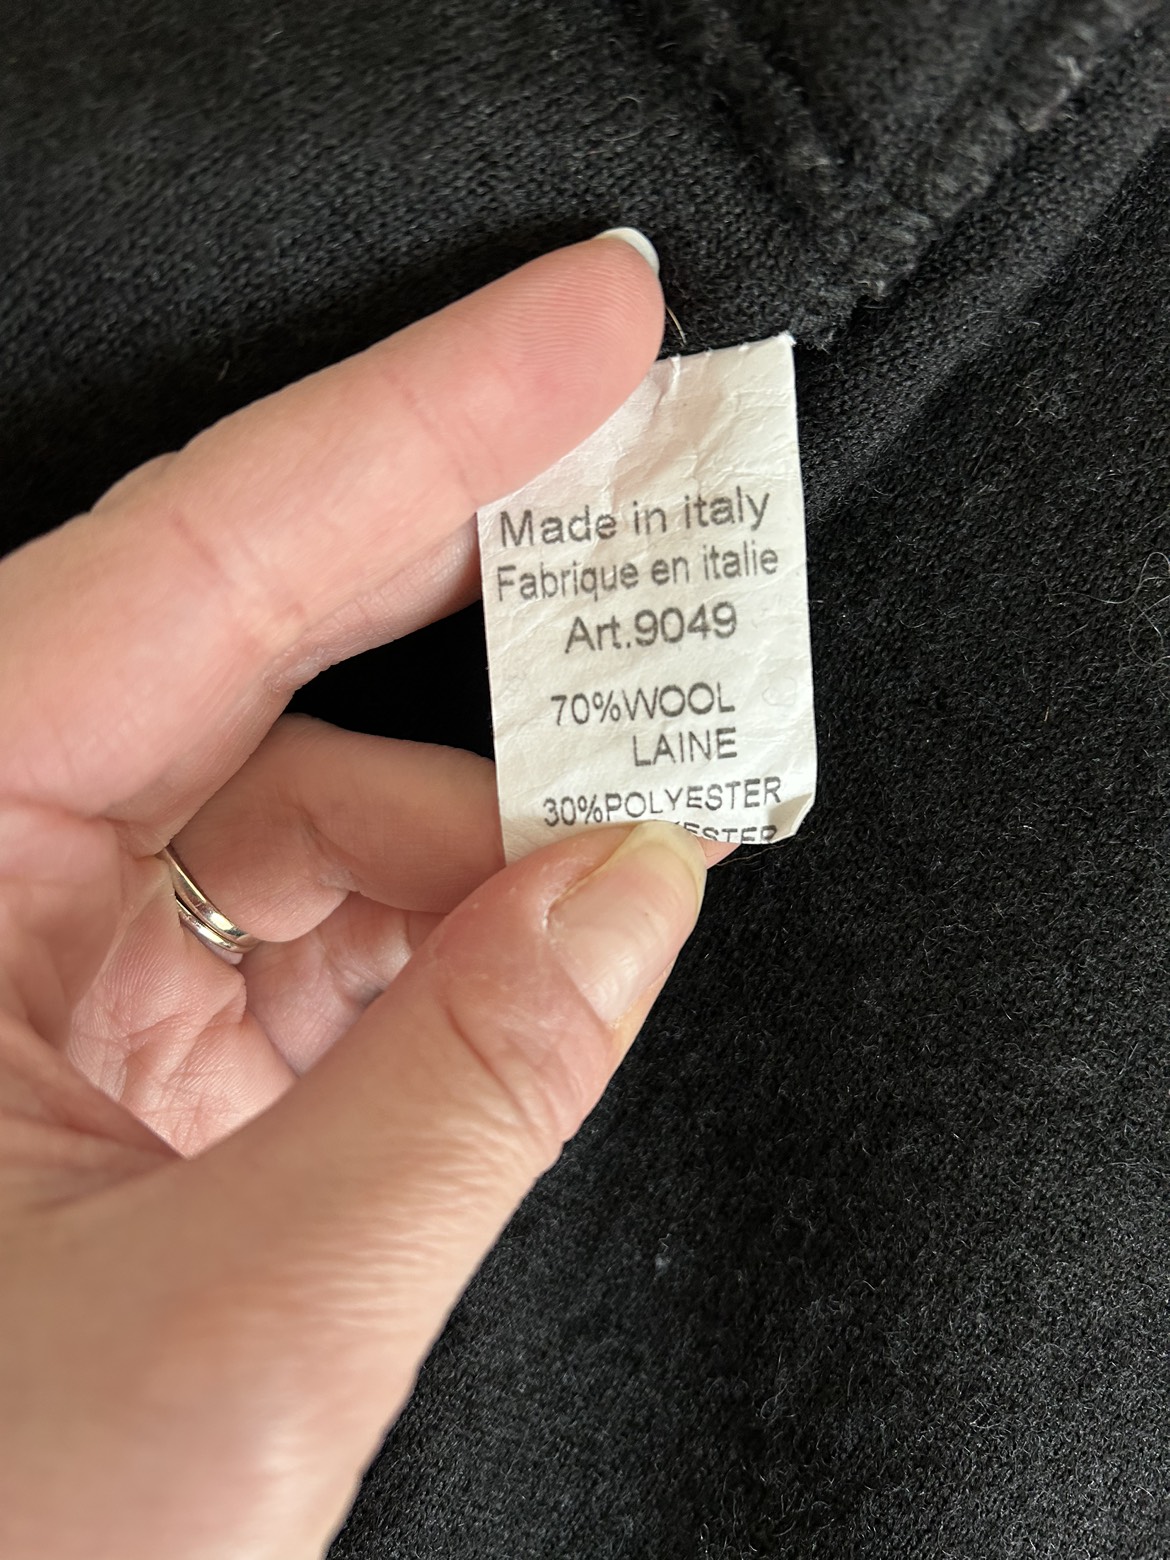 Made in italy
Fabrique en italie
Art.9049
70%WOOL
LAINE
30%POLYESTER